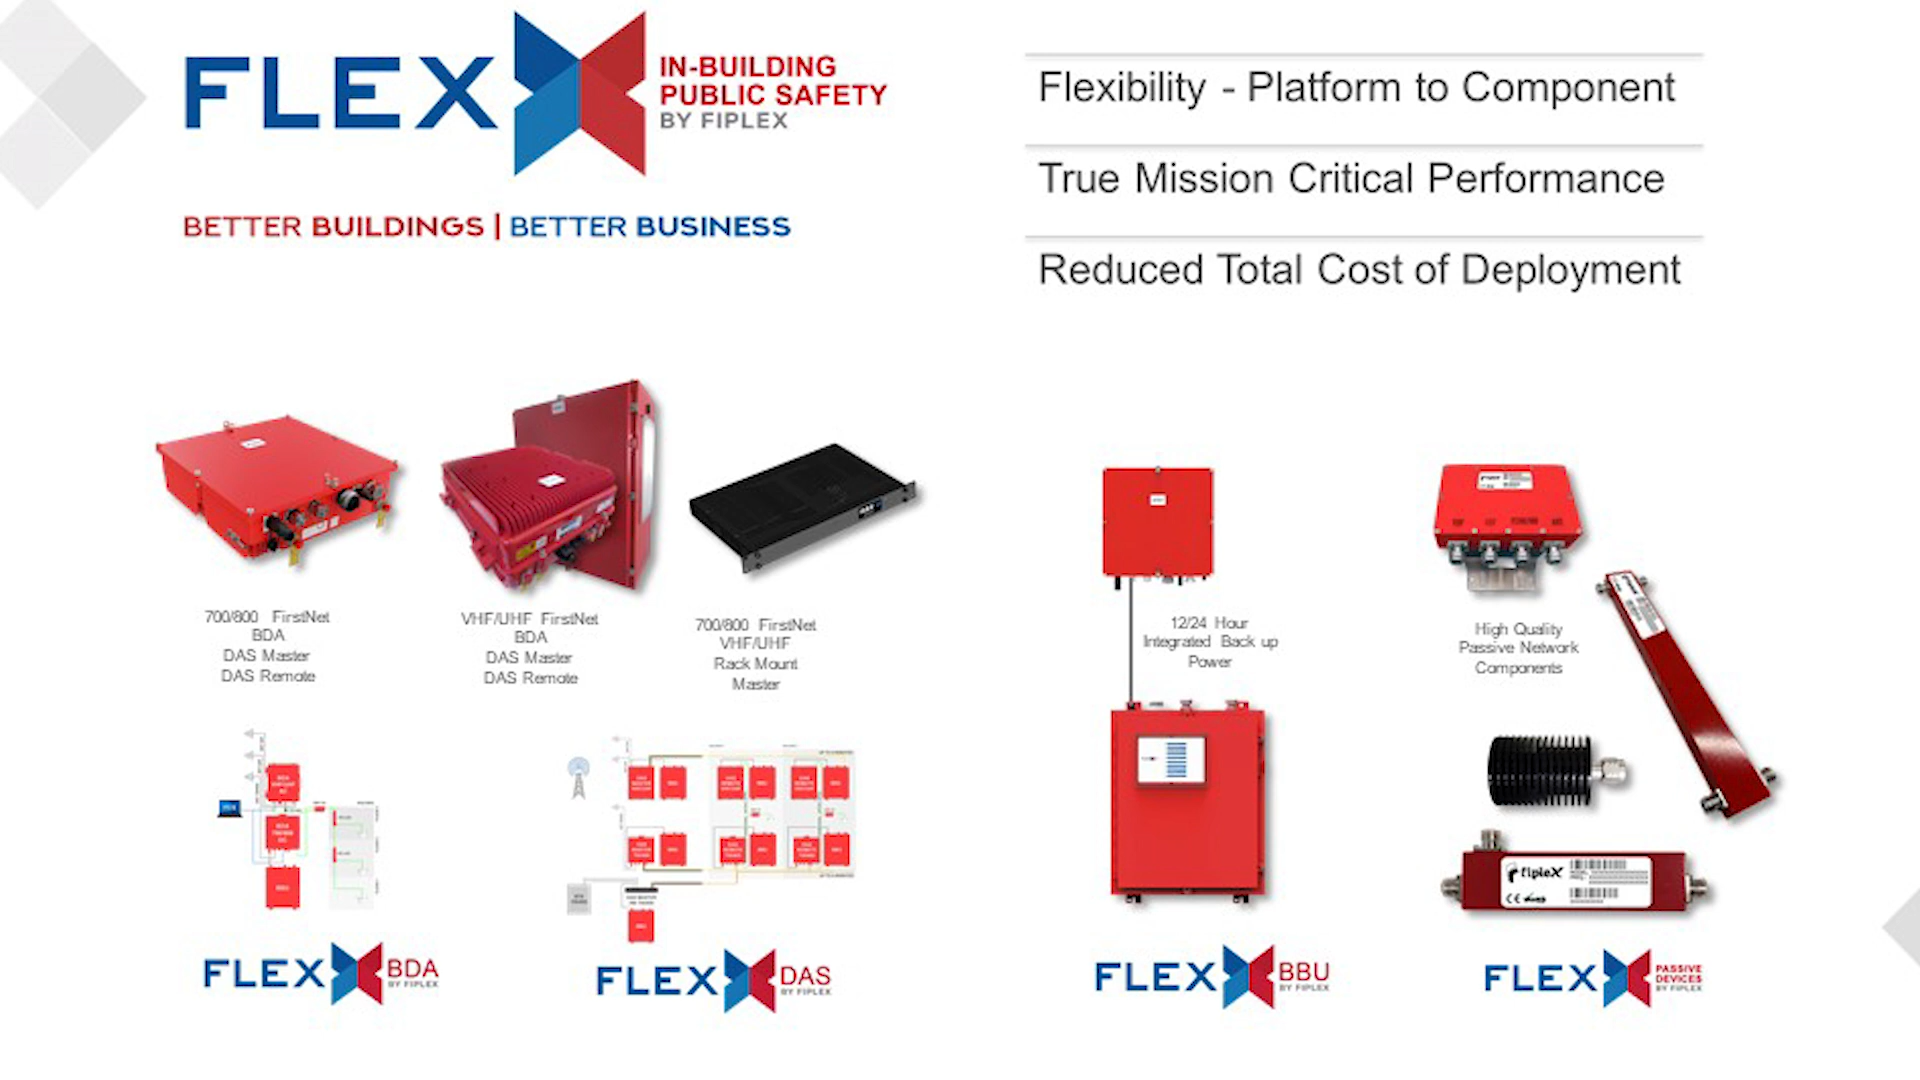 FLEX
IN-BUILDING
PUBLIC SAFETY
BY FIPLEX
BETTER BUILDINGS | BETTER BUSINESS
Flexibility - Platform to Component
True Mission Critical Performance
Reduced Total Cost of Deployment
700/800 FirstNet
BDA
DAS Master
DAS Remote
VHF/UHF FirstNet
BDA
DAS Master
DAS Remote
700/800 FirstNet
VHF/UHF
Rack Mount
Master
12/24 Hour
Integrated Back up
Power
High Quality
Passive Network
Components
fiplex
FLEX BDA
BY FIPLEX
FLEX DAS
BY FIPLEX
FLEX BBU
BY FIPLEX
FLEX PASSIVE
DEVICES
BY FIPLEX